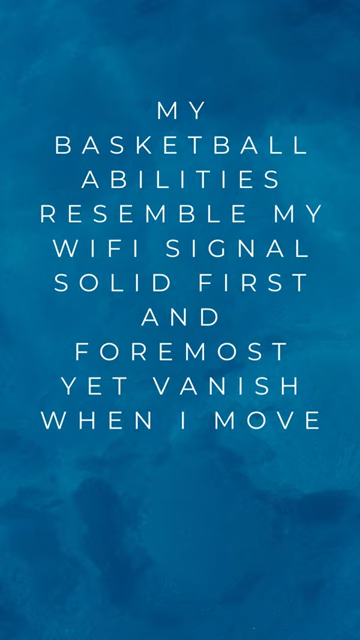 MY
BASKETBALL
ABILITIES
RESEMBLE MY
WIFI SIGNAL
SOLID FIRST
AND
FOREMOST
YET VANISH
WHEN I MOVE